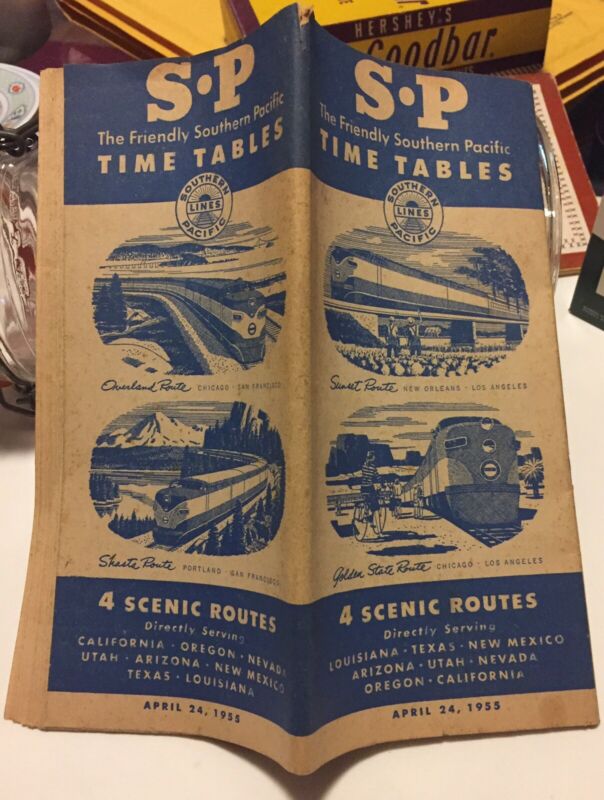 HERSHEY'S
Goodbar
S·P
The Friendly Southern Pacific
TIME TABLES
SOUTHERN
LINES
PACIFIC
Overland Route CHICAGO · SAN FRANCISCO
Shasta Route PORTLAND · SAN FRANCISCO
4 SCENIC ROUTES
Directly Serving
CALIFORNIA · OREGON · NEVADA
UTAH · ARIZONA · NEW MEXICO
TEXAS · LOUISIANA
APRIL 24, 1955
S·P
The Friendly Southern Pacific
TIME TABLES
SOUTHERN
LINES
PACIFIC
Sunset Route NEW ORLEANS · LOS ANGELES
Golden State Route CHICAGO · LOS ANGELES
4 SCENIC ROUTES
Directly Serving
LOUISIANA · TEXAS · NEW MEXICO
ARIZONA · UTAH · NEVADA
OREGON · CALIFORNIA
APRIL 24, 1955